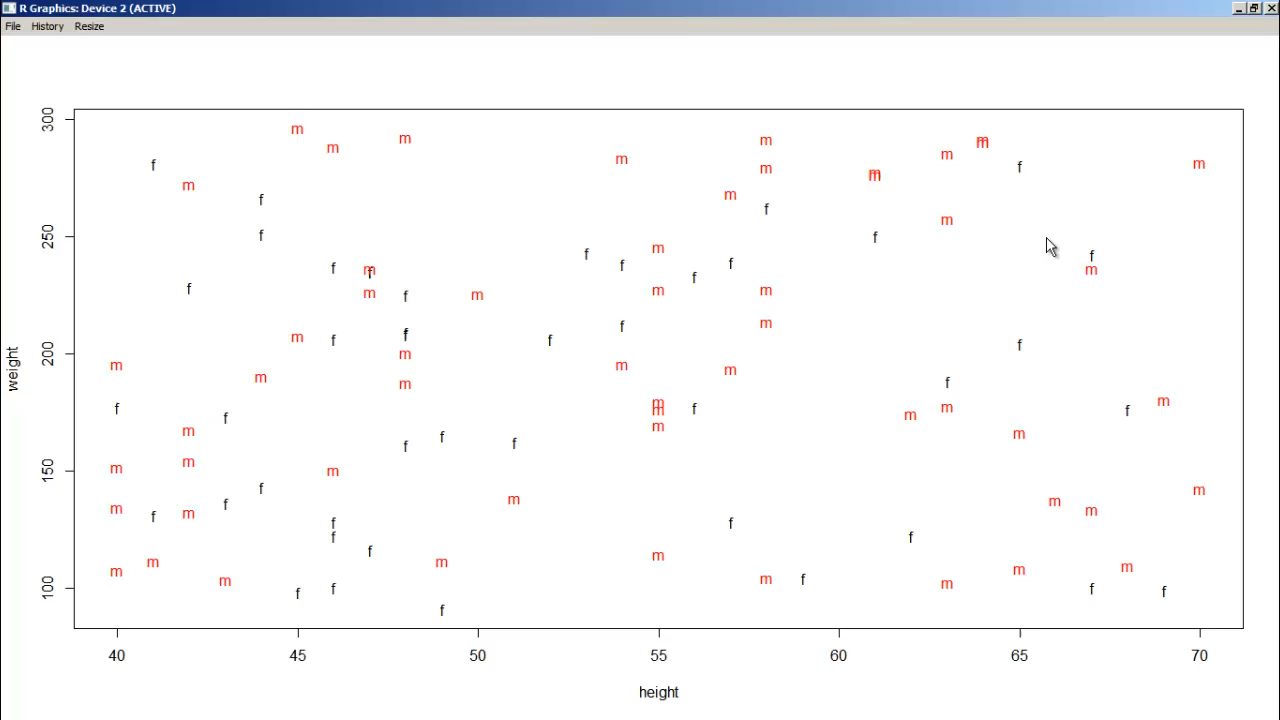 R Graphics: Device 2 (ACTIVE)
File History Resize
300
250
200
150
100
weight
m m m m m m m m m
f m f m
f m f
f m
f f f m f f m
f m f m f f f m
f m f m m m
m f f f f m f
m m m m f
m m m
f m f f m
f m f f m m
m f m m
m f m m f f m
m f m f m m
f f f
m m f m m m
m m f m m
f f f f
f
40 45 50 55 60 65 70
height